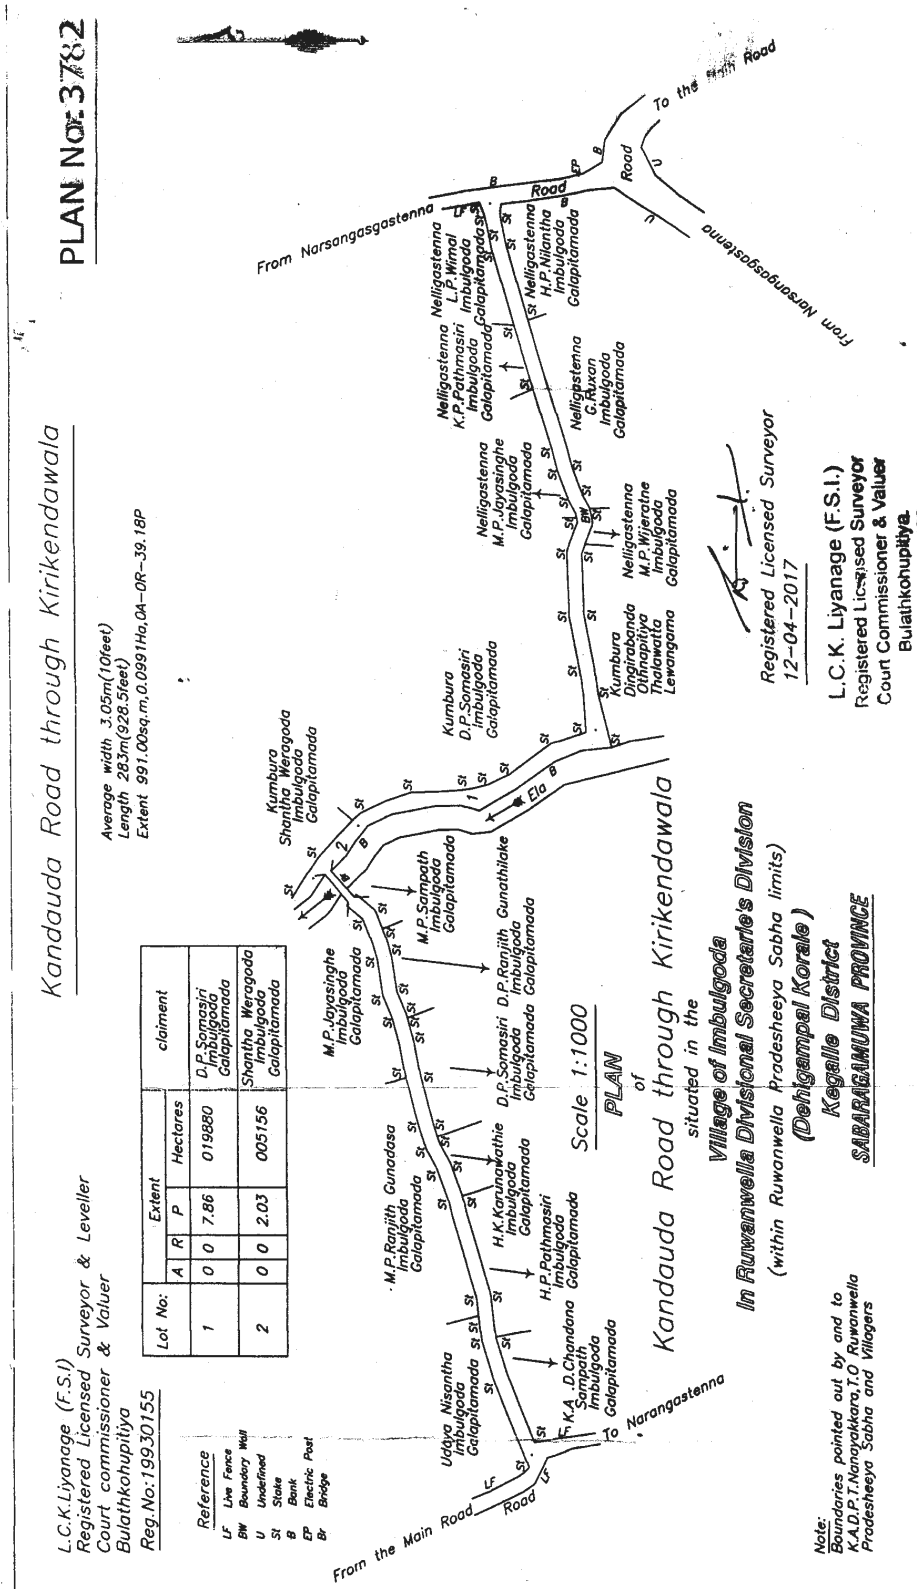 PLAN No: 3782
Kandauda Road through Kirikendawala
Average width 3.05m(10feet)
Length 283m(928.5feet)
Extent 991.00sq.m,0.0991Ha,0A-0R-39.18P
L.C.K.Liyanage (F.S.I)
Registered Licensed Surveyor & Leveller
Court commissioner & Valuer
Bulathkohupitiya
Reg.No:19930155
Lot No: Extent claiment
A R P Hectares
1 0 0 7.86 019880 D.P.Somasiri
Imbulgoda
Galapitamada
2 0 0 2.03 005156 Shantha Weragoda
Imbulgoda
Galapitamada
Reference
LF Live Fence
BW Boundary Wall
U Undefined
St Stake
B Bank
EP Electric Post
Br Bridge
From the Main Road
Road
LF
LF
LF
To Narangastenna
Udaya Nisantha
Imbulgoda
Galapitamada
K.A .D.Chandana
Sampath
Imbulgoda
Galapitamada
M.P.Ranjith Gunadasa
Imbulgoda
Galapitamada
H.P.Pathmasiri
Imbulgoda
Galapitamada
H.K.Karunawathie
Imbulgoda
Galapitamada
D.P.Somasiri
Imbulgoda
Galapitamada
M.P.Jayasinghe
Imbulgoda
Galapitamada
D.P.Ranjith Gunathilake
Imbulgoda
Galapitamada
M.P.Sampath
Imbulgoda
Galapitamada
Kumbura
Shantha Weragoda
Imbulgoda
Galapitamada
2
B
1
B
Ela
Kumbura
D.P.Somasiri
Imbulgoda
Galapitamada
Kumbura
Dingirabanda
Othnapitiya
Thalawatta
Lewangama
Nelligastenna
M.P.Jayasinghe
Imbulgoda
Galapitamada
BW
Nelligastenna
M.P.Wijeratne
Imbulgoda
Galapitamada
Nelligastenna
K.P.Pathmasiri
Imbulgoda
Galapitamada
Nelligastenna
G.Ruxan
Imbulgoda
Galapitamada
Nelligastenna
L.P.Wimal
Imbulgoda
Galapitamada
Nelligastenna
H.P.Nilantha
Imbulgoda
Galapitamada
From Narsangasgastenna
LF
B
Road
B
EP
B
Road
U
U
To the Main Road
From Narsangasgastenna
Scale 1:1000
PLAN
of
Kandauda Road through Kirikendawala
situated in the
Village of Imbulgoda
In Ruwanwella Divisional Secretarie's Division
(within Ruwanwella Pradesheeya Sabha limits)
(Dehigampal Korale )
Kegalle District
SABARAGAMUWA PROVINCE
Registered Licensed Surveyor
12-04-2017
L.C.K. Liyanage (F.S.I.)
Registered Licensed Surveyor
Court Commissioner & Valuer
Bulathkohupitiya.
Note:
Boundaries pointed out by and to
K.A.D.P.T.Nanayakkara,T.O Ruwanwella
Pradesheeya Sabha and Villagers